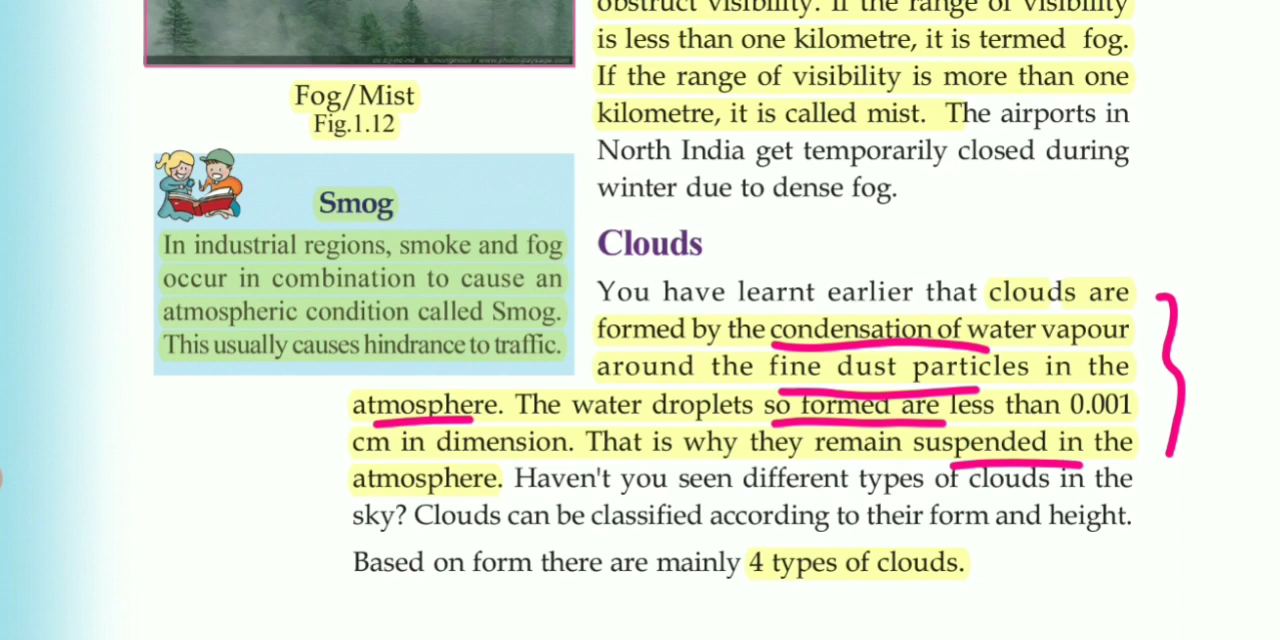 obstruct visibility. If the range of visibility
is less than one kilometre, it is termed fog.
If the range of visibility is more than one
kilometre, it is called mist. The airports in
North India get temporarily closed during
winter due to dense fog.
Fog/Mist
Fig.1.12
Smog
In industrial regions, smoke and fog
occur in combination to cause an
atmospheric condition called Smog.
This usually causes hindrance to traffic.
Clouds
You have learnt earlier that clouds are
formed by the condensation of water vapour
around the fine dust particles in the
atmosphere. The water droplets so formed are less than 0.001
cm in dimension. That is why they remain suspended in the
atmosphere. Haven't you seen different types of clouds in the
sky? Clouds can be classified according to their form and height.
Based on form there are mainly 4 types of clouds.